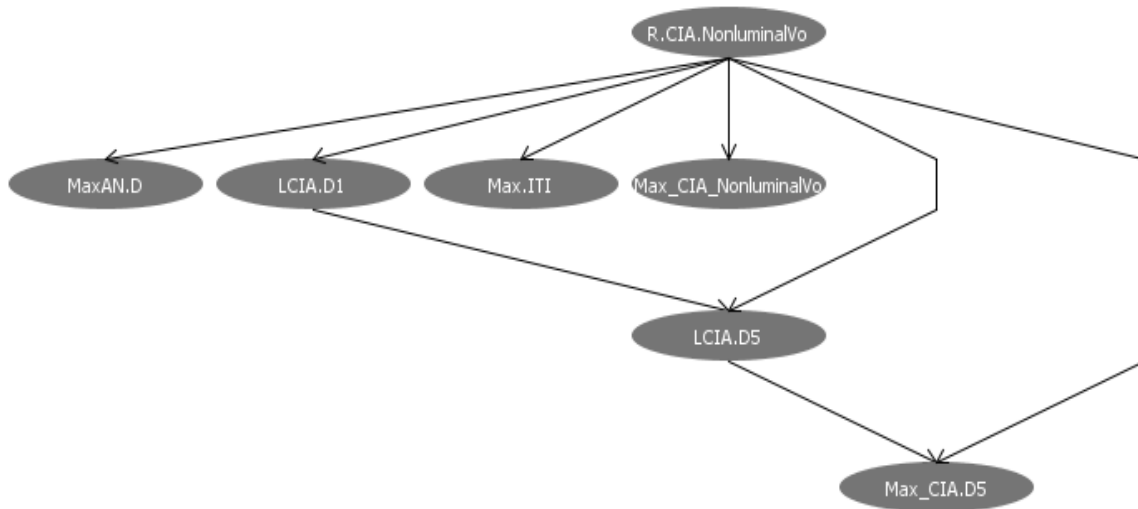 R.CIA.NonluminalVo
MaxAN.D
LCIA.D1
Max.ITI
Max_CIA_NonluminalVo
LCIA.D5
Max_CIA.D5